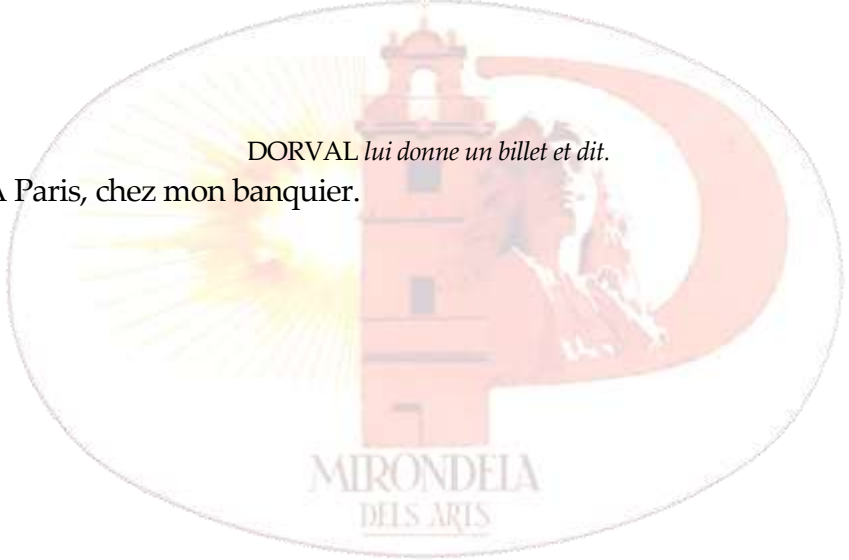 DORVAL lui donne un billet et dit.
A Paris, chez mon banquier.
MIRONDELA
DELS ARTS